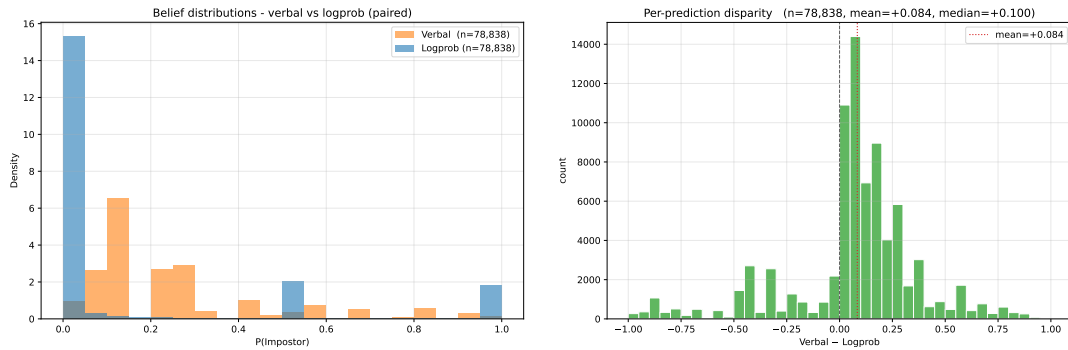 Belief distributions - verbal vs logprob (paired)
Verbal (n=78,838)
Logprob (n=78,838)
16
14
12
10
8
6
4
2
0
Density
0.0 0.2 0.4 0.6 0.8 1.0
P(Impostor)
Per-prediction disparity (n=78,838, mean=+0.084, median=+0.100)
mean=+0.084
14000
12000
10000
8000
6000
4000
2000
0
count
−1.00 −0.75 −0.50 −0.25 0.00 0.25 0.50 0.75 1.00
Verbal − Logprob